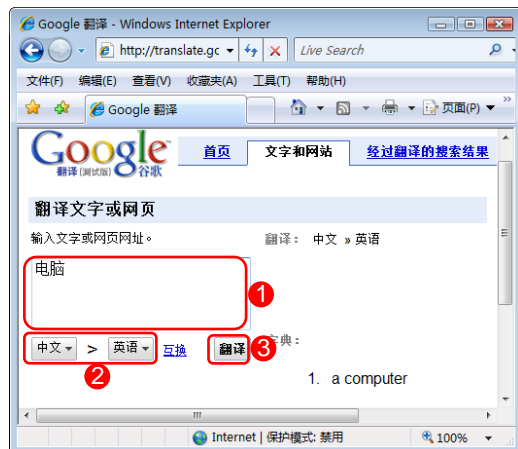 Google 翻译 - Windows Internet Explorer
http://translate.gc
Live Search
文件(F) 编辑(E) 查看(V) 收藏夹(A) 工具(T) 帮助(H)
Google 翻译
页面(P)
Google
翻译(测试版) 谷歌
首页 文字和网站 经过翻译的搜索结果
翻译文字或网页
输入文字或网页网址。
翻译: 中文 » 英语
电脑
1
中文 > 英语 互换 翻译
3
典:
2
1. a computer
Internet | 保护模式: 禁用
100%